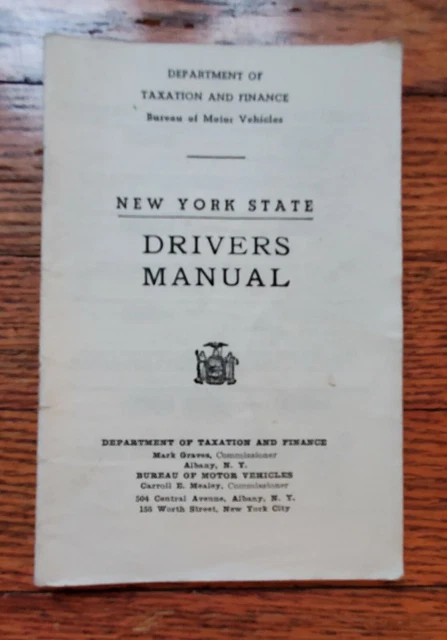 DEPARTMENT OF
TAXATION AND FINANCE
Bureau of Motor Vehicles
NEW YORK STATE
DRIVERS
MANUAL
DEPARTMENT OF TAXATION AND FINANCE
Mark Graves, Commissioner
Albany, N. Y.
BUREAU OF MOTOR VEHICLES
Carroll E. Mealey, Commissioner
504 Central Avenue, Albany, N. Y.
155 Worth Street, New York City